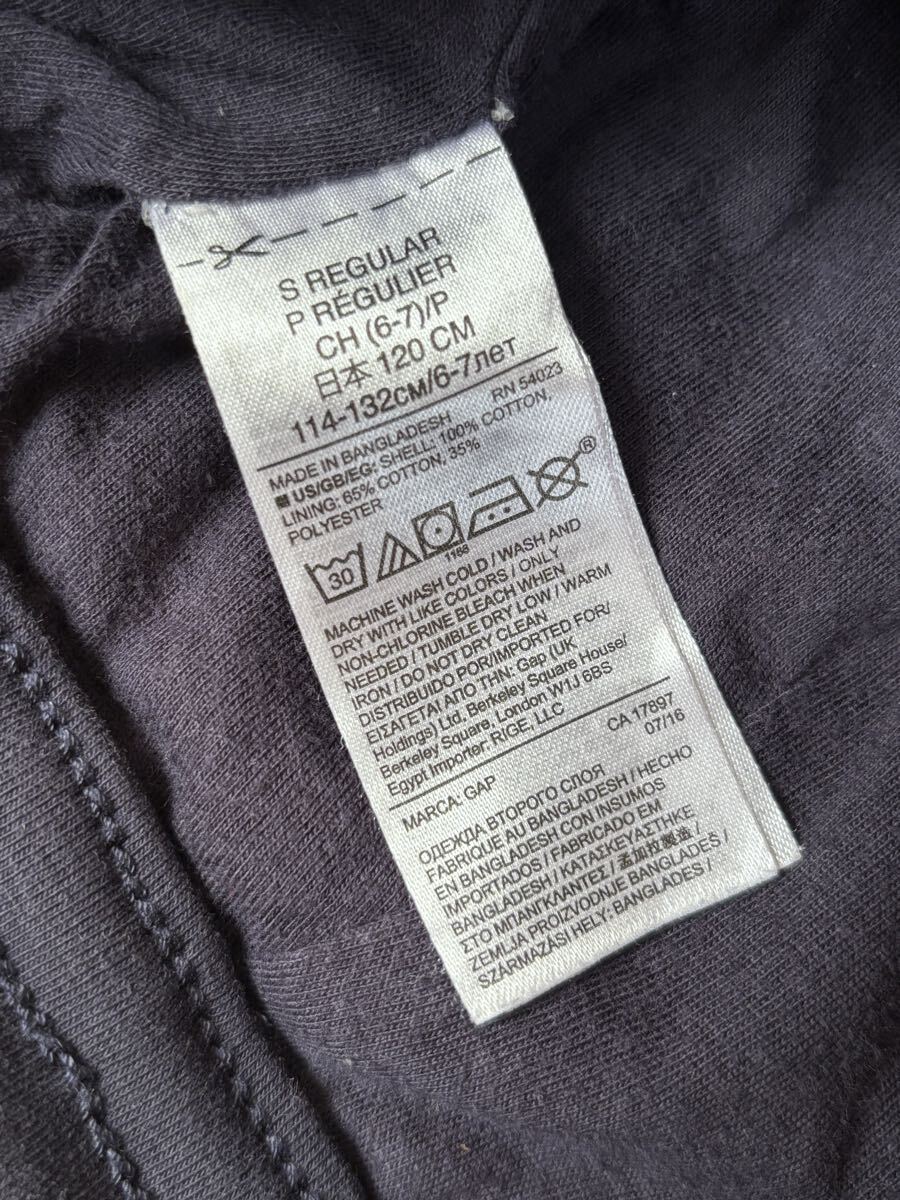 S REGULAR
P RÉGULIER
CH (6-7)/P
日本 120 CM
114-132см/6-7лет
MADE IN BANGLADESH RN 54023
US/GB/EG: SHELL: 100% COTTON,
LINING: 65% COTTON, 35%
POLYESTER
®
30
1168
MACHINE WASH COLD / WASH AND
DRY WITH LIKE COLORS / ONLY
NON-CHLORINE BLEACH WHEN
NEEDED / TUMBLE DRY LOW / WARM
IRON / DO NOT DRY CLEAN
DISTRIBUIDO POR/IMPORTED FOR/
ΕΙΣΑΓΕΤΑΙ ΑΠΟ ΤΗΝ: Gap (UK
Holdings) Ltd. Berkeley Square House/
Berkeley Square, London W1J 6BS
Egypt Importer: RIGE, LLC
CA 17897
07/16
MARCA: GAP
ОДЕЖДА ВТОРОГО СЛОЯ
FABRIQUE AU BANGLADESH / HECHO
EN BANGLADESH CON INSUMOS
IMPORTADOS / FABRICADO EM
BANGLADESH / ΚΑΤΑΣΚΕΥΑΣΤΗΚΕ
ΣΤΟ ΜΠΑΝΓΚΛΑΝΤΕΣ / 孟加拉製造 /
ZEMLJA PROIZVODNJE BANGLADEŠ /
SZÁRMAZÁSI HELY: BANGLADES /